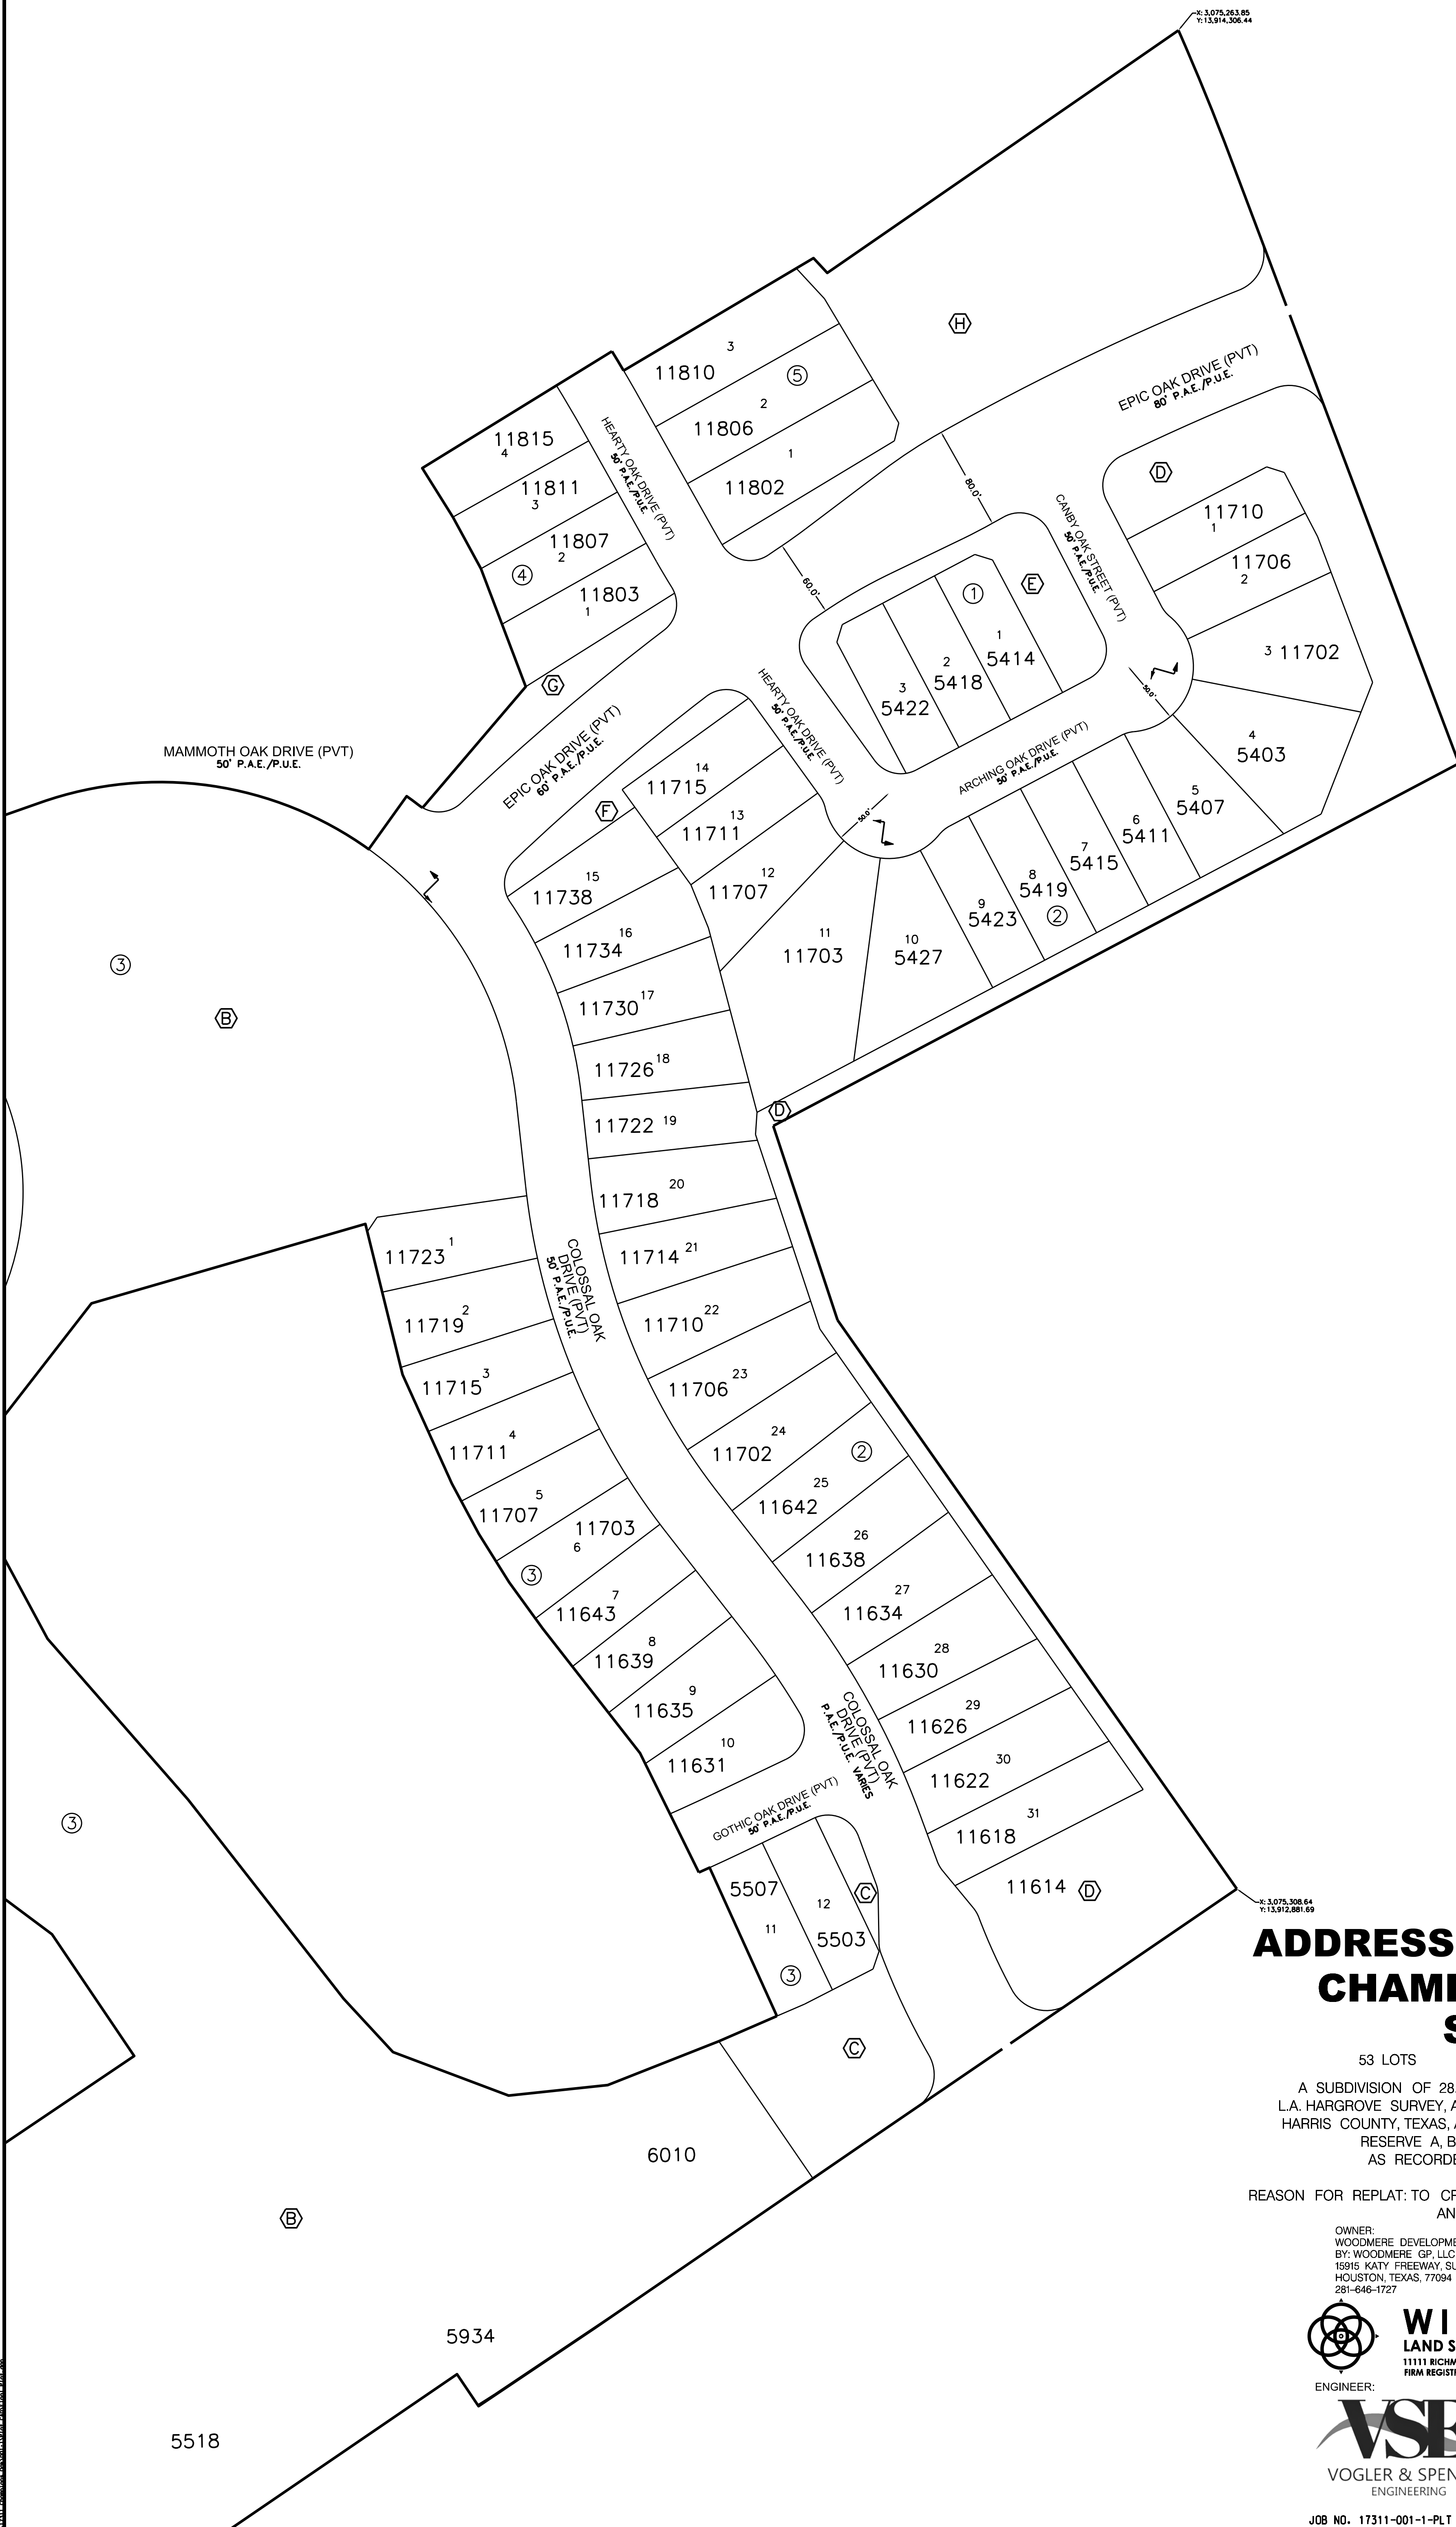 X: 3,075,263.85
Y: 13,914,306.44
H
EPIC OAK DRIVE (PVT)
80' P.A.E./P.U.E.
3
11810
5
2
11806
1
11802
11815
4
11811
3
11807
2
4
11803
1
HEARTY OAK DRIVE (PVT)
50' P.A.E./P.U.E.
G
80.0'
60.0'
CANBY OAK STREET (PVT)
50' P.A.E./P.U.E.
D
11710
1
11706
2
3 11702
4
5403
1
E
1
5414
2
5418
3
5422
50.0'
HEARTY OAK DRIVE (PVT)
50' P.A.E./P.U.E.
ARCHING OAK DRIVE (PVT)
50' P.A.E./P.U.E.
50.0'
5
5407
6
5411
7
5415
8
5419
2
9
5423
10
5427
11
11703
MAMMOTH OAK DRIVE (PVT)
50' P.A.E./P.U.E.
EPIC OAK DRIVE (PVT)
60' P.A.E./P.U.E.
F
14
11715
13
11711
12
11707
15
11738
16
11734
11730 17
11726 18
11722 19
D
3
B
11718 20
11714 21
11710 22
11706 23
24
11702
2
25
11642
26
11638
27
11634
28
11630
29
11626
30
11622
31
11618
11614 D
COLOSSAL OAK
DRIVE (PVT)
50' P.A.E./P.U.E.
11723 1
11719 2
11715 3
11711 4
5
11707
11703
6
3
7
11643
8
11639
9
11635
10
11631
COLOSSAL OAK
DRIVE (PVT)
P.A.E./P.U.E. VARIES
GOTHIC OAK DRIVE (PVT)
50' P.A.E./P.U.E.
5507
C
12
11
5503
3
3
C
6010
B
5934
5518
X: 3,075,308.64
Y: 13,912,881.69
ADDRESS
CHAM
S
53 LOTS
A SUBDIVISION OF 28.
L.A. HARGROVE SURVEY, A
HARRIS COUNTY, TEXAS, A
RESERVE A, B
AS RECORDE
REASON FOR REPLAT: TO CR
AN
OWNER:
WOODMERE DEVELOPME
BY: WOODMERE GP, LLC
15915 KATY FREEWAY, SU
HOUSTON, TEXAS, 77094
281-646-1727
WI
LAND S
11111 RICHM
FIRM REGIST
ENGINEER:
VSE
VOGLER & SPEN
ENGINEERING
JOB NO. 17311-001-1-PLT